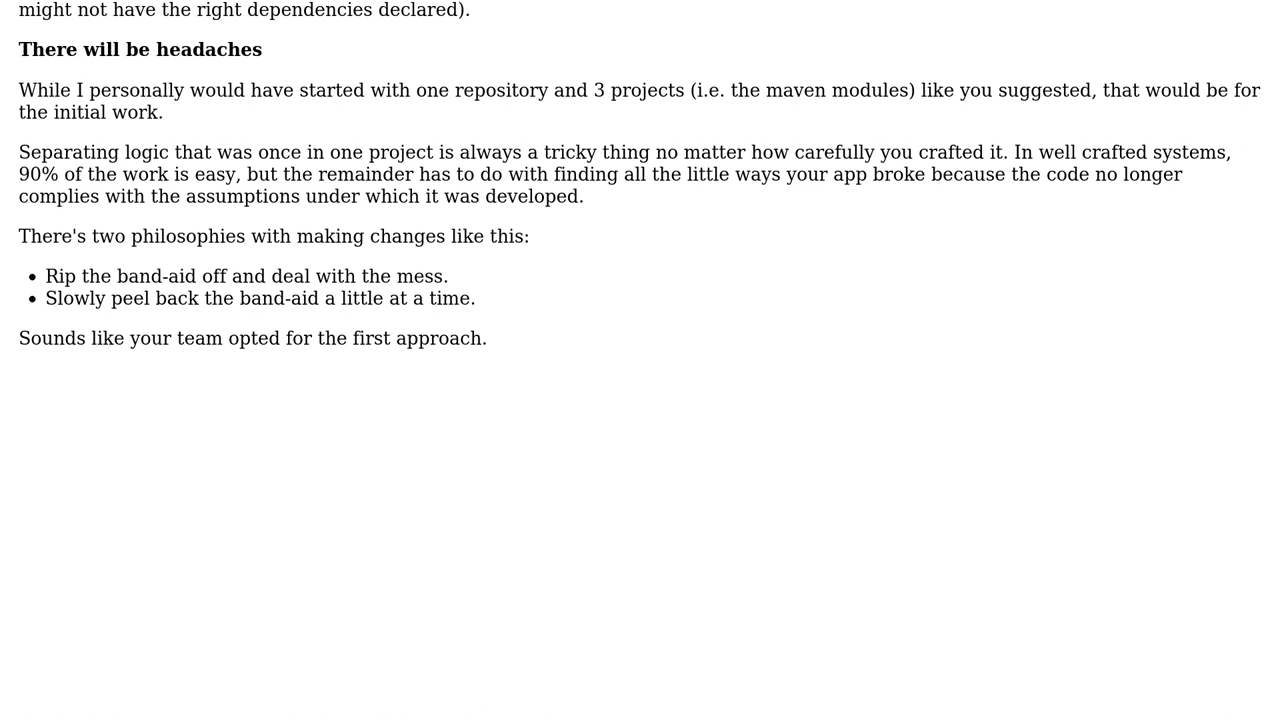 might not have the right dependencies declared).
There will be headaches
While I personally would have started with one repository and 3 projects (i.e. the maven modules) like you suggested, that would be for
the initial work.
Separating logic that was once in one project is always a tricky thing no matter how carefully you crafted it. In well crafted systems,
90% of the work is easy, but the remainder has to do with finding all the little ways your app broke because the code no longer
complies with the assumptions under which it was developed.
There's two philosophies with making changes like this:
• Rip the band-aid off and deal with the mess.
• Slowly peel back the band-aid a little at a time.
Sounds like your team opted for the first approach.